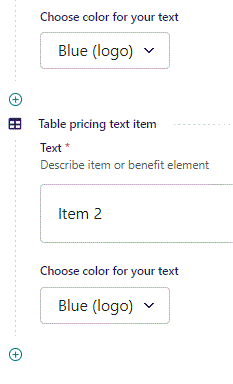 Choose color for your text
Blue (logo)
Table pricing text item
Text *
Describe item or benefit element
Item 2
Choose color for your text
Blue (logo)